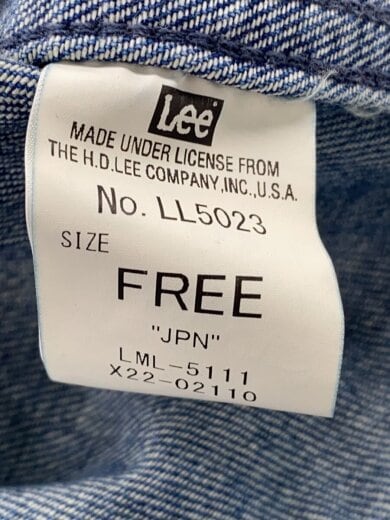 Lee
MADE UNDER LICENSE FROM
THE H.D.LEE COMPANY,INC.,U.S.A.
No. LL5023
SIZE
FREE
"JPN"
LML-5111
X22-02110